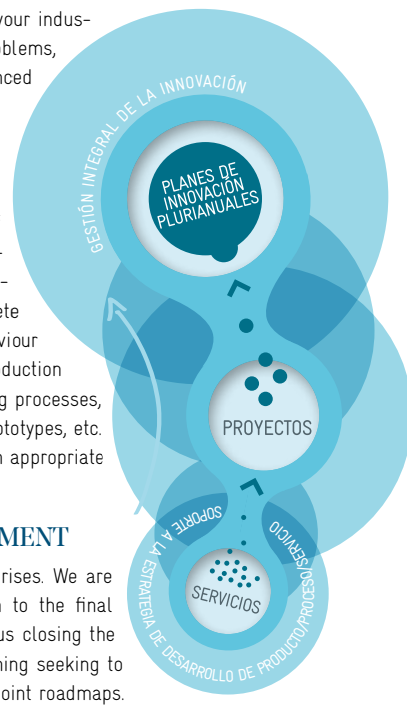 your indus-
oblems,
nced
-
-
ete
viour
duction
g processes,
ototypes, etc.
n appropriate
MENT
rises. We are
n to the final
us closing the
ning seeking to
oint roadmaps.
GESTIÓN INTEGRAL DE LA INNOVACIÓN
PLANES DE
INNOVACIÓN
PLURIANUALES
PROYECTOS
SOPORTE A LA ESTRATEGIA DE DESARROLLO DE PRODUCTO/PROCESO/SERVICIO
SERVICIOS